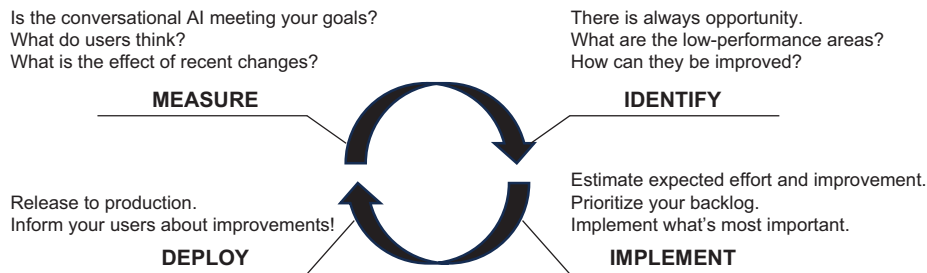 Is the conversational AI meeting your goals?
What do users think?
What is the effect of recent changes?
MEASURE
There is always opportunity.
What are the low-performance areas?
How can they be improved?
IDENTIFY
Release to production.
Inform your users about improvements!
DEPLOY
Estimate expected effort and improvement.
Prioritize your backlog.
Implement what's most important.
IMPLEMENT